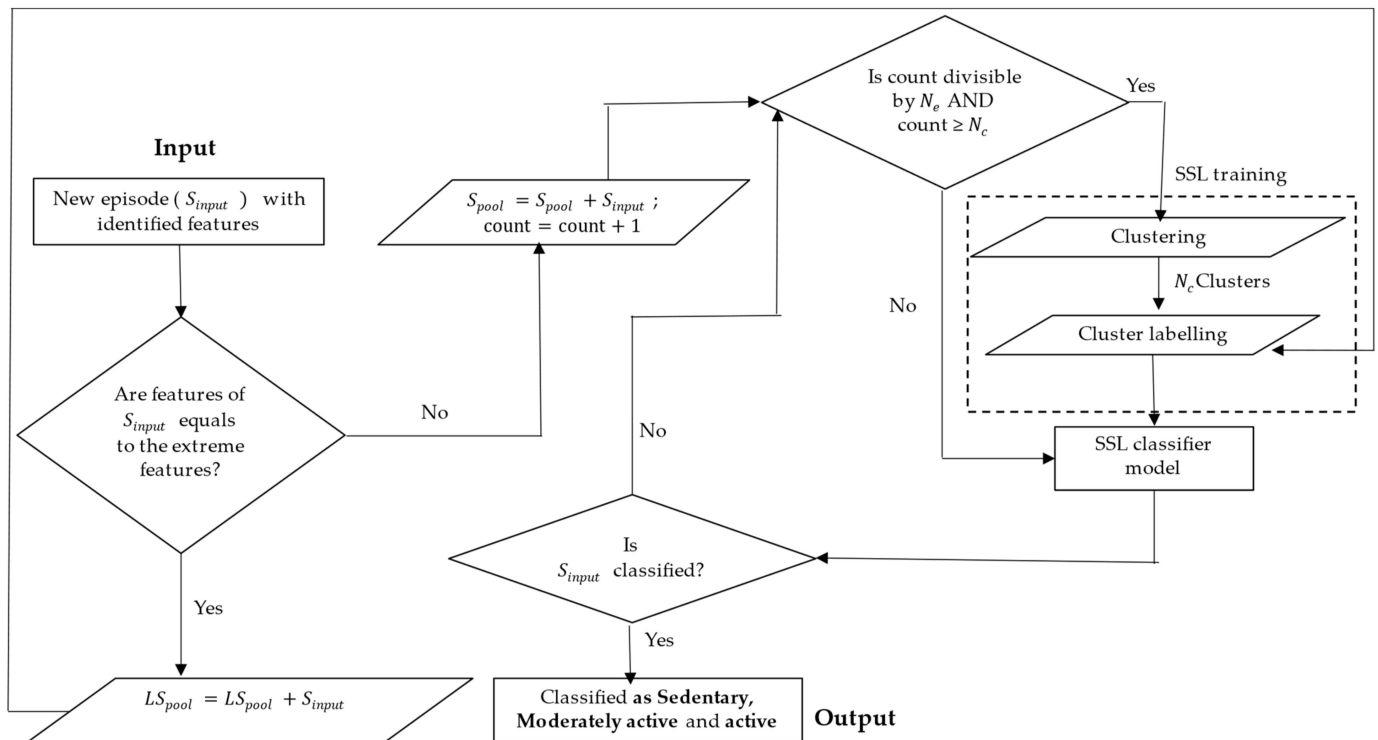 Input
New episode ( S_input ) with
identified features
Are features of
S_input equals
to the extreme
features?
No
Yes
LS_pool = LS_pool + S_input
S_pool = S_pool + S_input ;
count = count + 1
Is count divisible
by N_e AND
count ≥ N_c
Yes
No
SSL training
Clustering
N_c Clusters
Cluster labelling
SSL classifier
model
Is
S_input classified?
No
Yes
Classified as Sedentary,
Moderately active and active
Output